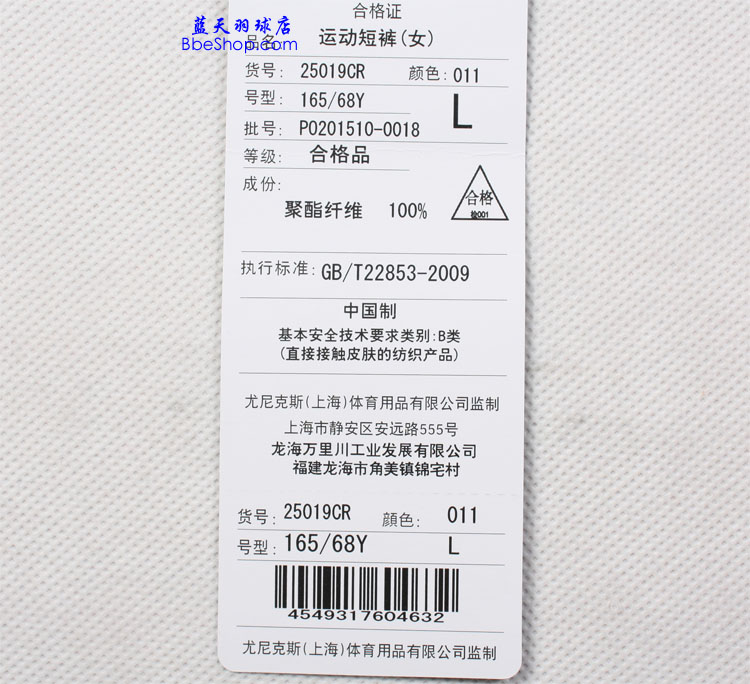 合格证
蓝天羽球店
BbeShop.com
品名: 运动短裤(女)
货号: 25019CR 颜色: 011
号型: 165/68Y L
批号: P0201510-0018
等级: 合格品
成份:
聚酯纤维 100%
合格
检001
执行标准: GB/T22853-2009
中国制
基本安全技术要求类别:B类
(直接接触皮肤的纺织产品)
尤尼克斯(上海)体育用品有限公司监制
上海市静安区安远路555号
龙海万里川工业发展有限公司
福建龙海市角美镇锦宅村
货号: 25019CR 顔色: 011
号型: 165/68Y L
4549317604632
尤尼克斯(上海)体育用品有限公司监制